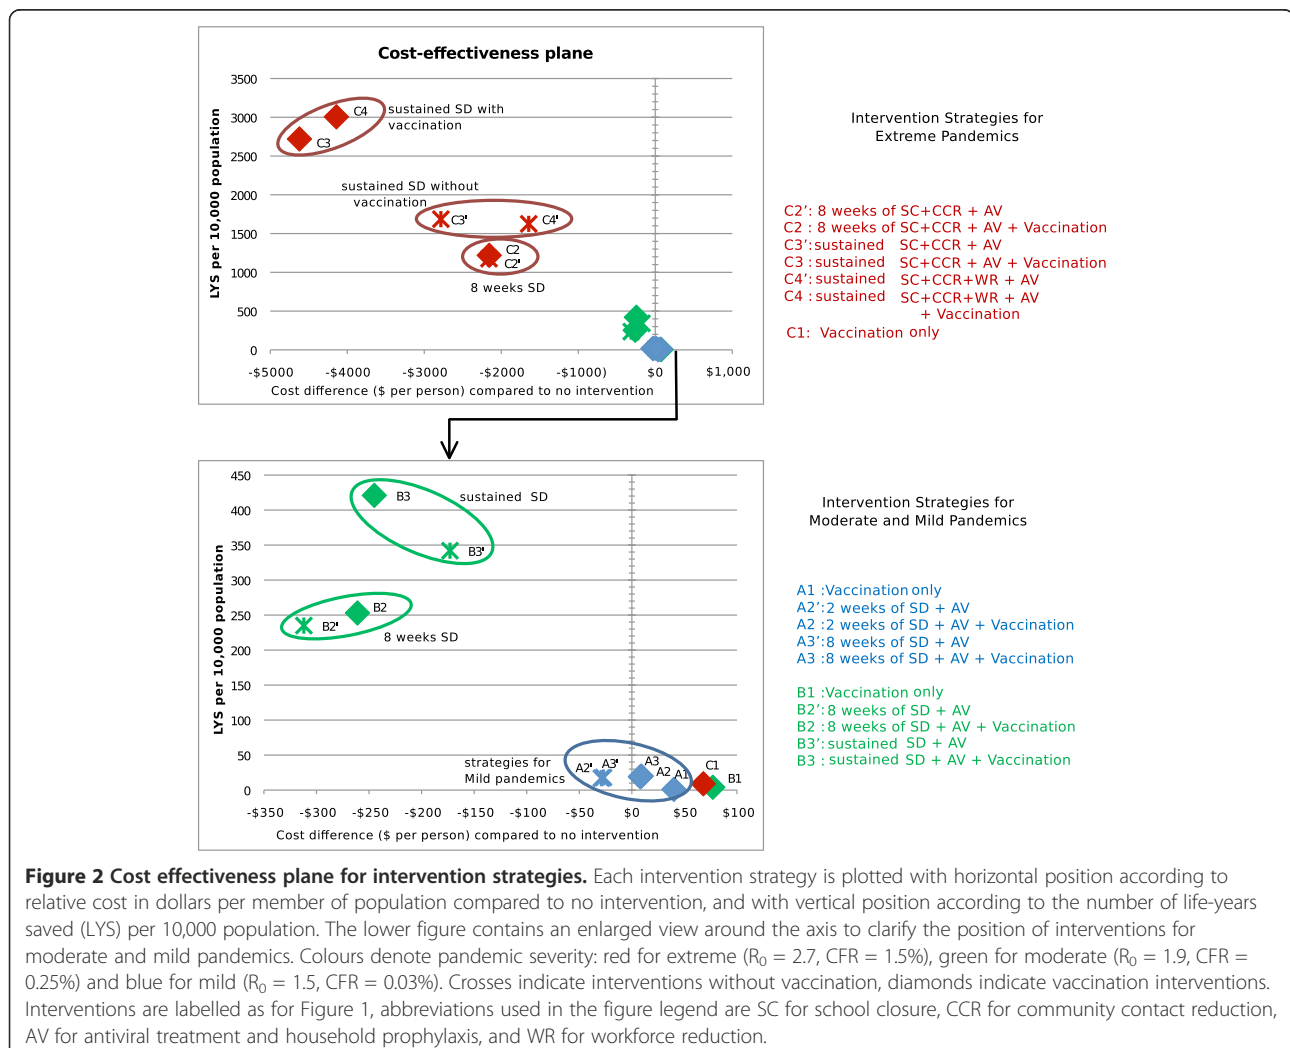 Cost-effectiveness plane
LYS per 10,000 population
3500
3000
2500
2000
1500
1000
500
0
C4
C3
sustained SD with
vaccination
sustained SD without
vaccination
C3'
C4'
C2
C2'
8 weeks SD
-$5000
-$4000
-$3000
-$2000
-$1000)
$0
$1,000
Cost difference ($ per person) compared to no intervention
Intervention Strategies for
Extreme Pandemics
C2’: 8 weeks of SC+CCR + AV
C2 : 8 weeks of SC+CCR + AV + Vaccination
C3’: sustained SC+CCR + AV
C3 : sustained SC+CCR + AV + Vaccination
C4’: sustained SC+CCR+WR + AV
C4 : sustained SC+CCR+WR + AV
+ Vaccination
C1: Vaccination only
LYS per 10,000 population
450
400
350
300
250
200
150
100
50
0
B3
sustained SD
B3'
B2
B2'
8 weeks SD
strategies for
Mild pandemics
A2'
A3'
A3
A2
A1
C1
B1
-$350
-$300
-$250
-$200
-$150
-$100
-$50
$0
$50
$100
Cost difference ($ per person) compared to no intervention
Intervention Strategies for
Moderate and Mild Pandemics
A1 :Vaccination only
A2’:2 weeks of SD + AV
A2 :2 weeks of SD + AV + Vaccination
A3’:8 weeks of SD + AV
A3 :8 weeks of SD + AV + Vaccination
B1 :Vaccination only
B2’: 8 weeks of SD + AV
B2 : 8 weeks of SD + AV + Vaccination
B3’: sustained SD + AV
B3 : sustained SD + AV + Vaccination
Figure 2 Cost effectiveness plane for intervention strategies. Each intervention strategy is plotted with horizontal position according to
relative cost in dollars per member of population compared to no intervention, and with vertical position according to the number of life-years
saved (LYS) per 10,000 population. The lower figure contains an enlarged view around the axis to clarify the position of interventions for
moderate and mild pandemics. Colours denote pandemic severity: red for extreme (R₀ = 2.7, CFR = 1.5%), green for moderate (R₀ = 1.9, CFR =
0.25%) and blue for mild (R₀ = 1.5, CFR = 0.03%). Crosses indicate interventions without vaccination, diamonds indicate vaccination interventions.
Interventions are labelled as for Figure 1, abbreviations used in the figure legend are SC for school closure, CCR for community contact reduction,
AV for antiviral treatment and household prophylaxis, and WR for workforce reduction.